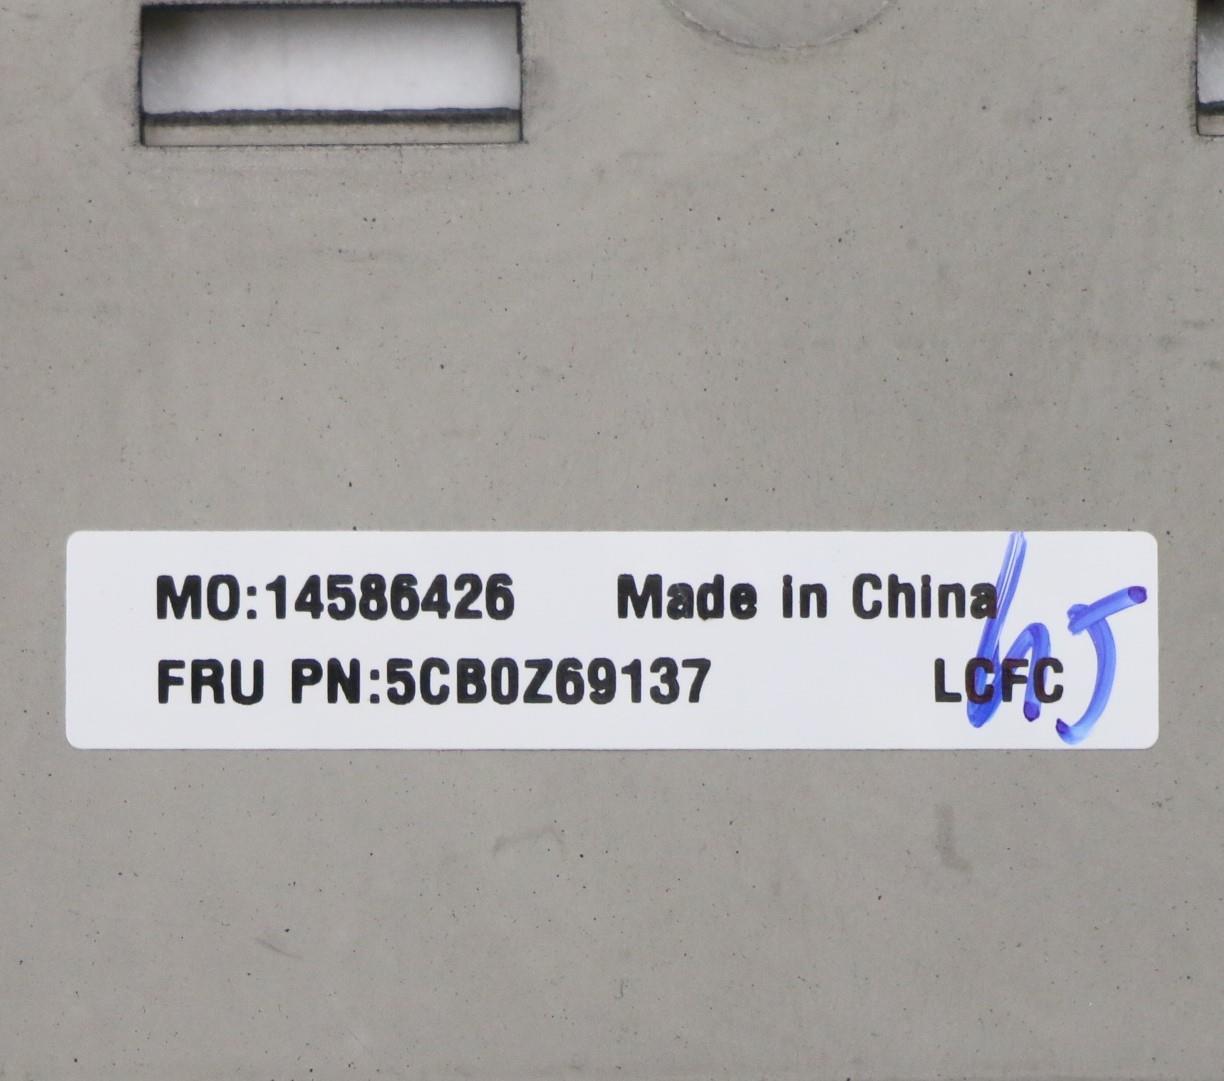 MO:14586426 Made in China
FRU PN:5CB0Z69137 LCFC